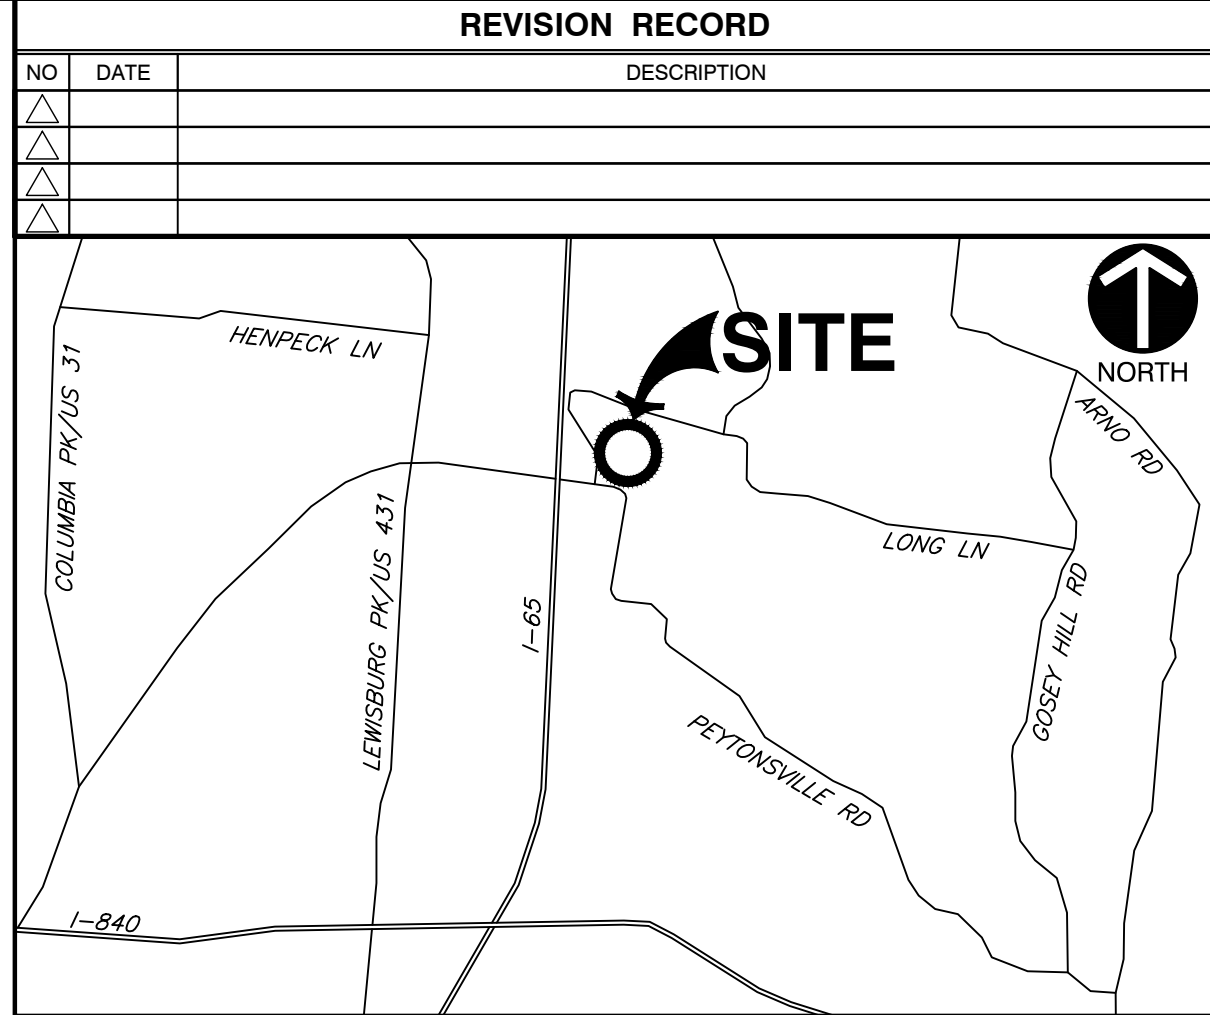 REVISION RECORD
NO DATE DESCRIPTION
SITE
NORTH
HENPECK LN
COLUMBIA PK/US 31
ARNO RD
LEWISBURG PK/US 431
LONG LN
I-65
GOSEY HILL RD
PEYTONSVILLE RD
I-840